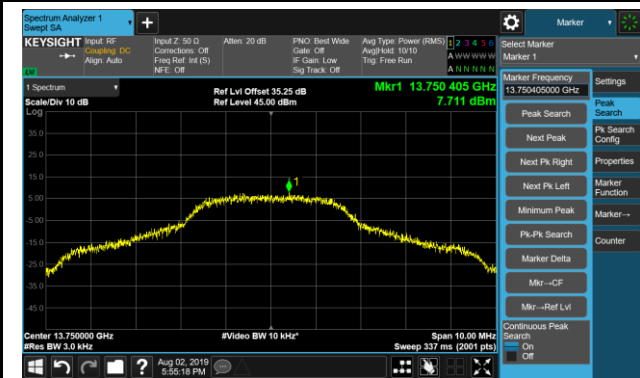 Spectrum Analyzer 1
Swept SA
+
Marker
KEYSIGHT
Input: RF
Coupling: DC
Align: Auto
Input Z: 50 Ω
Corrections: Off
Freq Ref: Int (S)
NFE: Off
Atten: 20 dB
PNO: Best Wide
Gate: Off
IF Gain: Low
Sig Track: Off
Avg Type: Power (RMS)
Avg|Hold: 10/10
Trig: Free Run
1 2 3 4 5 6
A W W W W W
A N N N N N
Select Marker
Marker 1
1 Spectrum
Scale/Div 10 dB
Log
Ref Lvl Offset 35.25 dB
Ref Level 45.00 dBm
Mkr1 13.750 405 GHz
7.711 dBm
35.0
25.0
15.0
5.00
-5.00
-15.0
-25.0
-35.0
-45.0
1
Center 13.750000 GHz
#Res BW 3.0 kHz
#Video BW 10 kHz*
Span 10.00 MHz
Sweep 337 ms (2001 pts)
Marker Frequency
13.750405000 GHz
Peak Search
Next Peak
Next Pk Right
Next Pk Left
Minimum Peak
Pk-Pk Search
Marker Delta
Mkr→CF
Mkr→Ref Lvl
Continuous Peak
Search
On
Off
Settings
Peak
Search
Pk Search
Config
Properties
Marker
Function
Marker→
Counter
?
Aug 02, 2019
5:55:18 PM